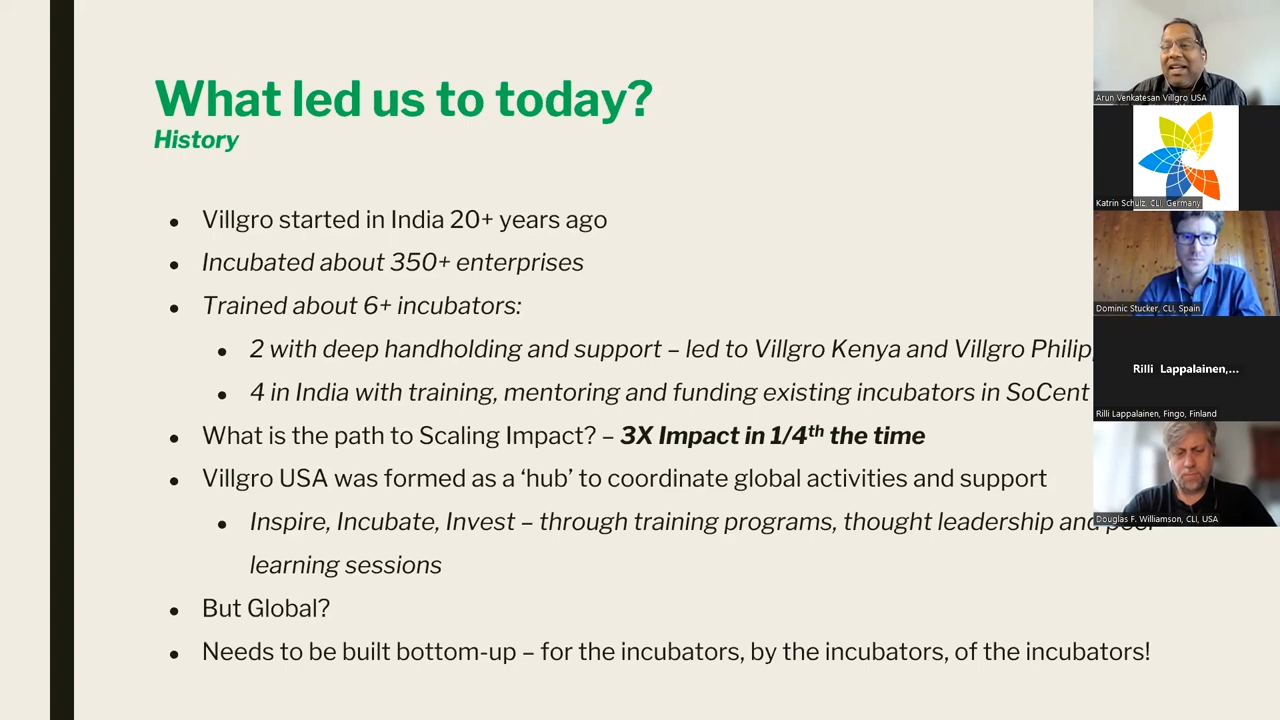 What led us to today?
History
● Villgro started in India 20+ years ago
● Incubated about 350+ enterprises
● Trained about 6+ incubators:
● 2 with deep handholding and support – led to Villgro Kenya and Villgro
● 4 in India with training, mentoring and funding existing incubators in SoCent
● What is the path to Scaling Impact? – 3X Impact in 1/4th the time
● Villgro USA was formed as a ‘hub’ to coordinate global activities and support
● Inspire, Incubate, Invest – through training programs, thought leadership and
learning sessions
● But Global?
● Needs to be built bottom-up – for the incubators, by the incubators, of the incubators!
Arun Venkatesan Villgro USA
Katrin Schulz, CLI, Germany
Dominic Stucker, CLI, Spain
Rilli Lappalainen,...
Rilli Lappalainen, Fingo, Finland
Douglas F. Williamson, CLI, USA